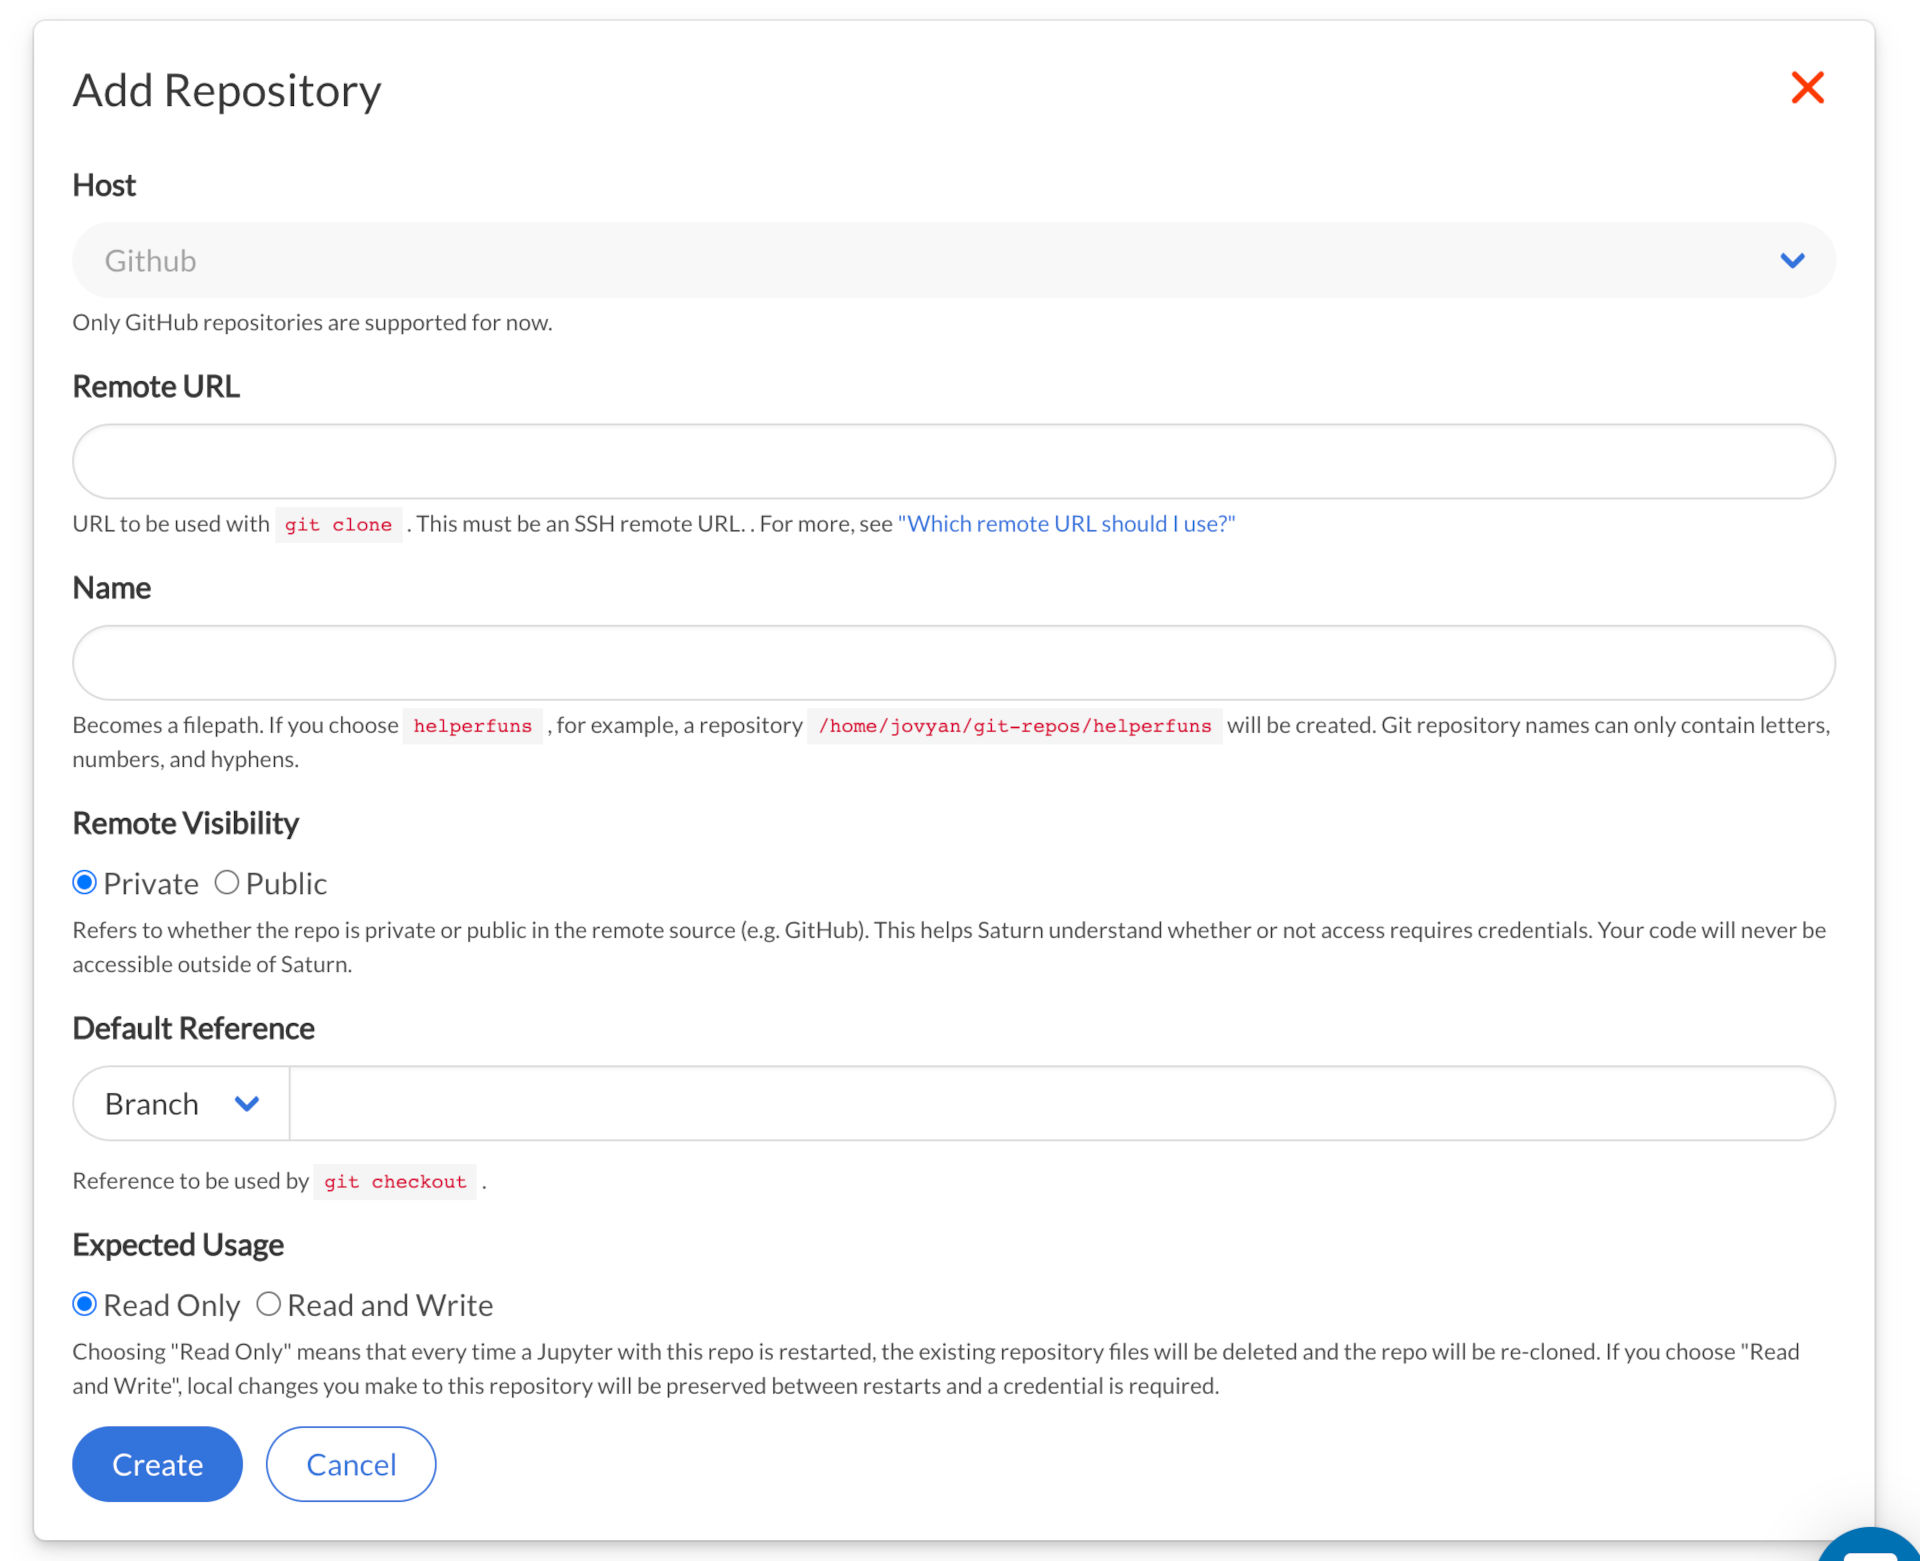 Add Repository
Host
Github
Only GitHub repositories are supported for now.
Remote URL
URL to be used with git clone . This must be an SSH remote URL. . For more, see "Which remote URL should I use?"
Name
Becomes a filepath. If you choose helperfuns , for example, a repository /home/jovyan/git-repos/helperfuns will be created. Git repository names can only contain letters,
numbers, and hyphens.
Remote Visibility
Private Public
Refers to whether the repo is private or public in the remote source (e.g. GitHub). This helps Saturn understand whether or not access requires credentials. Your code will never be
accessible outside of Saturn.
Default Reference
Branch
Reference to be used by git checkout .
Expected Usage
Read Only Read and Write
Choosing "Read Only" means that every time a Jupyter with this repo is restarted, the existing repository files will be deleted and the repo will be re-cloned. If you choose "Read
and Write", local changes you make to this repository will be preserved between restarts and a credential is required.
Create Cancel